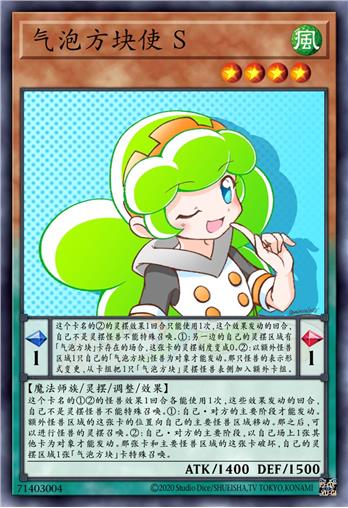 气泡方块使 S
風
这个卡名的②的灵摆效果1回合只能使用1次,这个效果发动的回合,
自己不是灵摆怪兽不能特殊召唤。①:另一边的自己的灵摆区域有
「气泡方块」卡存在的场合,这张卡的灵摆刻度变成0。②:以额外怪兽
区域1只自己的「气泡方块」怪兽为对象才能发动。那只怪兽的表示形
式变更,从卡组把1只「气泡方块」灵摆怪兽表侧加入额外卡组。
1
1
【魔法师族/灵摆/调整/效果】
这个卡名的①②的怪兽效果1回合各能使用1次,这些效果发动的回合,
自己不是灵摆怪兽不能特殊召唤。①:自己·对方的主要阶段才能发动。
额外怪兽区域的这张卡的位置向自己的主要怪兽区域移动。那之后,可
以进行怪兽的灵摆召唤。②:自己·对方的主要阶段,以自己场上1张其
他卡为对象才能发动。那张卡和主要怪兽区域的这张卡破坏,自己的灵
摆区域1张「气泡方块」卡特殊召唤。
ATK/1400 DEF/1500
71403004
©2020 Studio Dice/SHUEISHA,TV TOKYO,KONAMI